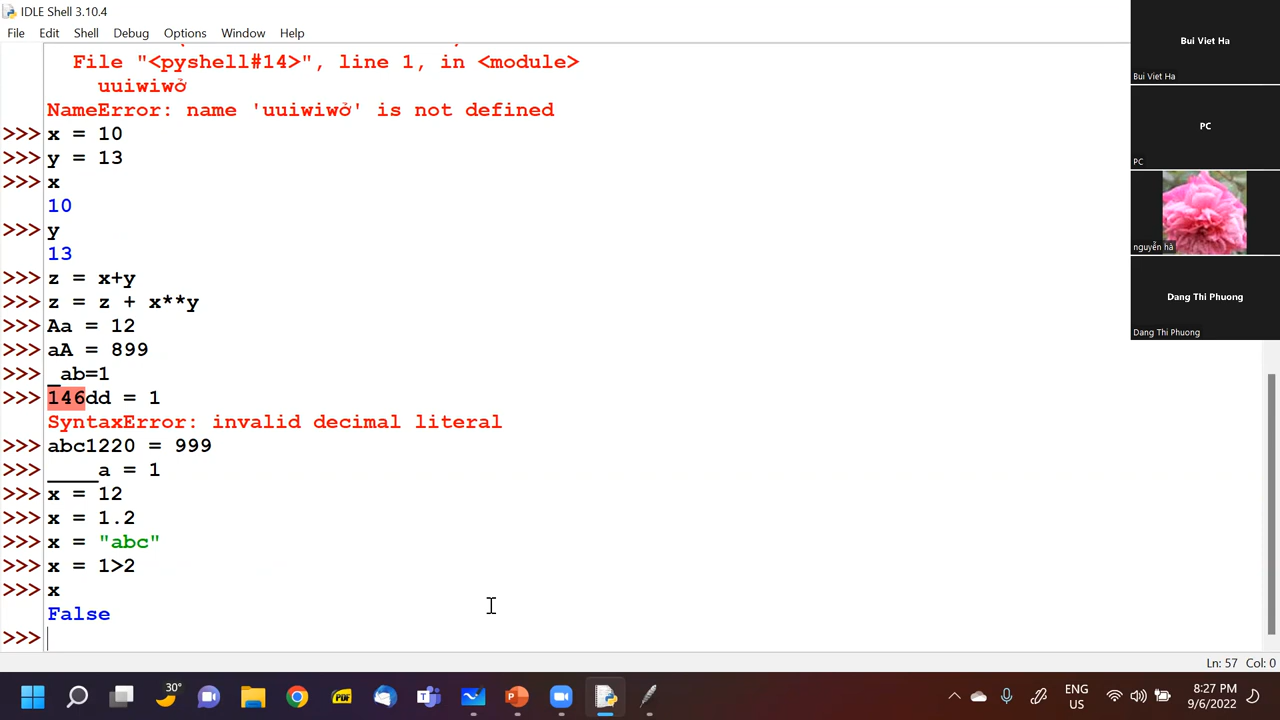 IDLE Shell 3.10.4
File Edit Shell Debug Options Window Help
File "<pyshell#14>", line 1, in <module>
uuiwiwở
NameError: name 'uuiwiwở' is not defined
>>> x = 10
>>> y = 13
>>> x
10
>>> y
13
>>> z = x+y
>>> z = z + x**y
>>> Aa = 12
>>> aA = 899
>>> _ab=1
>>> 146dd = 1
SyntaxError: invalid decimal literal
>>> abc1220 = 999
>>> ____a = 1
>>> x = 12
>>> x = 1.2
>>> x = "abc"
>>> x = 1>2
>>> x
False
>>>
Ln: 57 Col: 0
Bui Viet Ha
Bui Viet Ha
PC
PC
nguyễn hà
Dang Thi Phuong
Dang Thi Phuong
30°
PDF
ENG
US
8:27 PM
9/6/2022